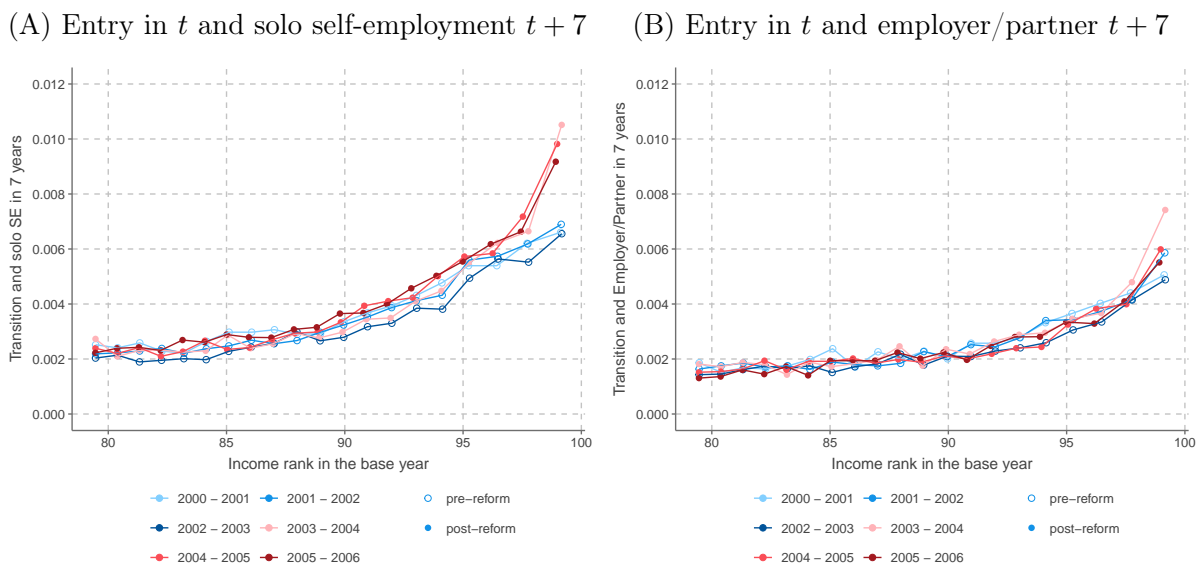 (A) Entry in t and solo self-employment t + 7
Transition and solo SE in 7 years
0.012
0.010
0.008
0.006
0.004
0.002
0.000
80
85
90
95
100
Income rank in the base year
2000 − 2001
2001 − 2002
pre−reform
2002 − 2003
2003 − 2004
post−reform
2004 − 2005
2005 − 2006
(B) Entry in t and employer/partner t + 7
Transition and Employer/Partner in 7 years
0.012
0.010
0.008
0.006
0.004
0.002
0.000
80
85
90
95
100
Income rank in the base year
2000 − 2001
2001 − 2002
pre−reform
2002 − 2003
2003 − 2004
post−reform
2004 − 2005
2005 − 2006